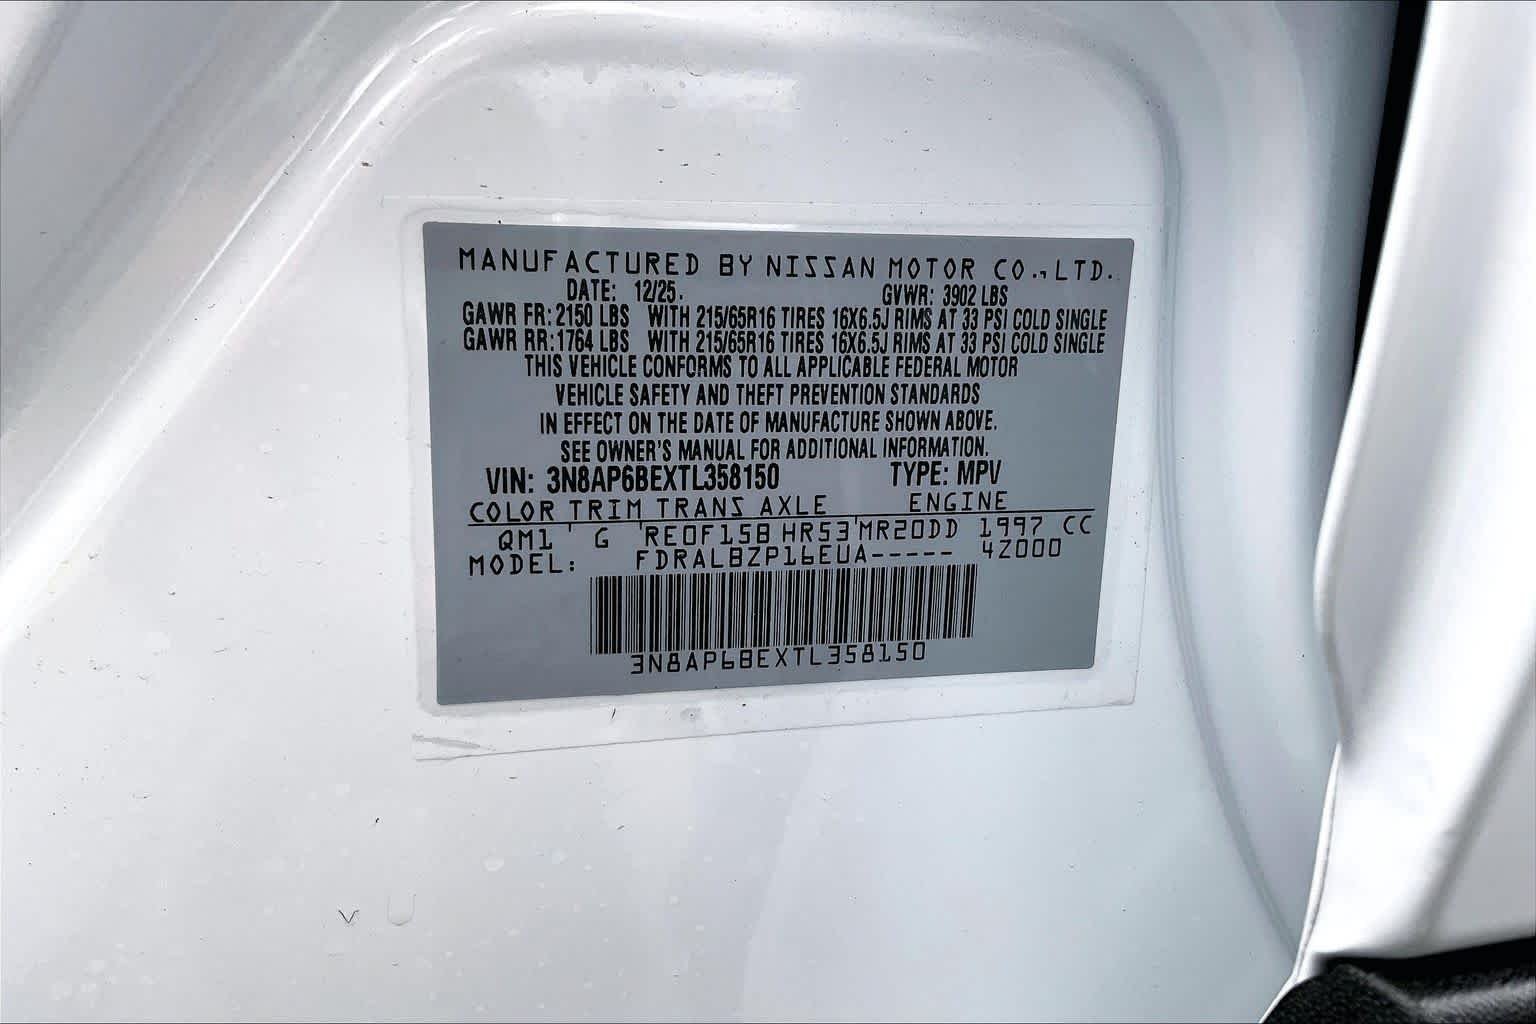 MANUFACTURED BY NISSAN MOTOR CO., LTD.
DATE: 12/25. GVWR: 3902 LBS
GAWR FR: 2150 LBS WITH 215/65R16 TIRES 16X6.5J RIMS AT 33 PSI COLD SINGLE
GAWR RR: 1764 LBS WITH 215/65R16 TIRES 16X6.5J RIMS AT 33 PSI COLD SINGLE
THIS VEHICLE CONFORMS TO ALL APPLICABLE FEDERAL MOTOR
VEHICLE SAFETY AND THEFT PREVENTION STANDARDS
IN EFFECT ON THE DATE OF MANUFACTURE SHOWN ABOVE.
SEE OWNER'S MANUAL FOR ADDITIONAL INFORMATION.
VIN: 3N8AP6BEXTL358150 TYPE: MPV
COLOR TRIM TRANS AXLE ENGINE
QM1 G RE0F15B HR53 MR20DD 1997 CC
MODEL: FDRALBZP16EUA----- 4Z000
3N8AP6BEXTL358150